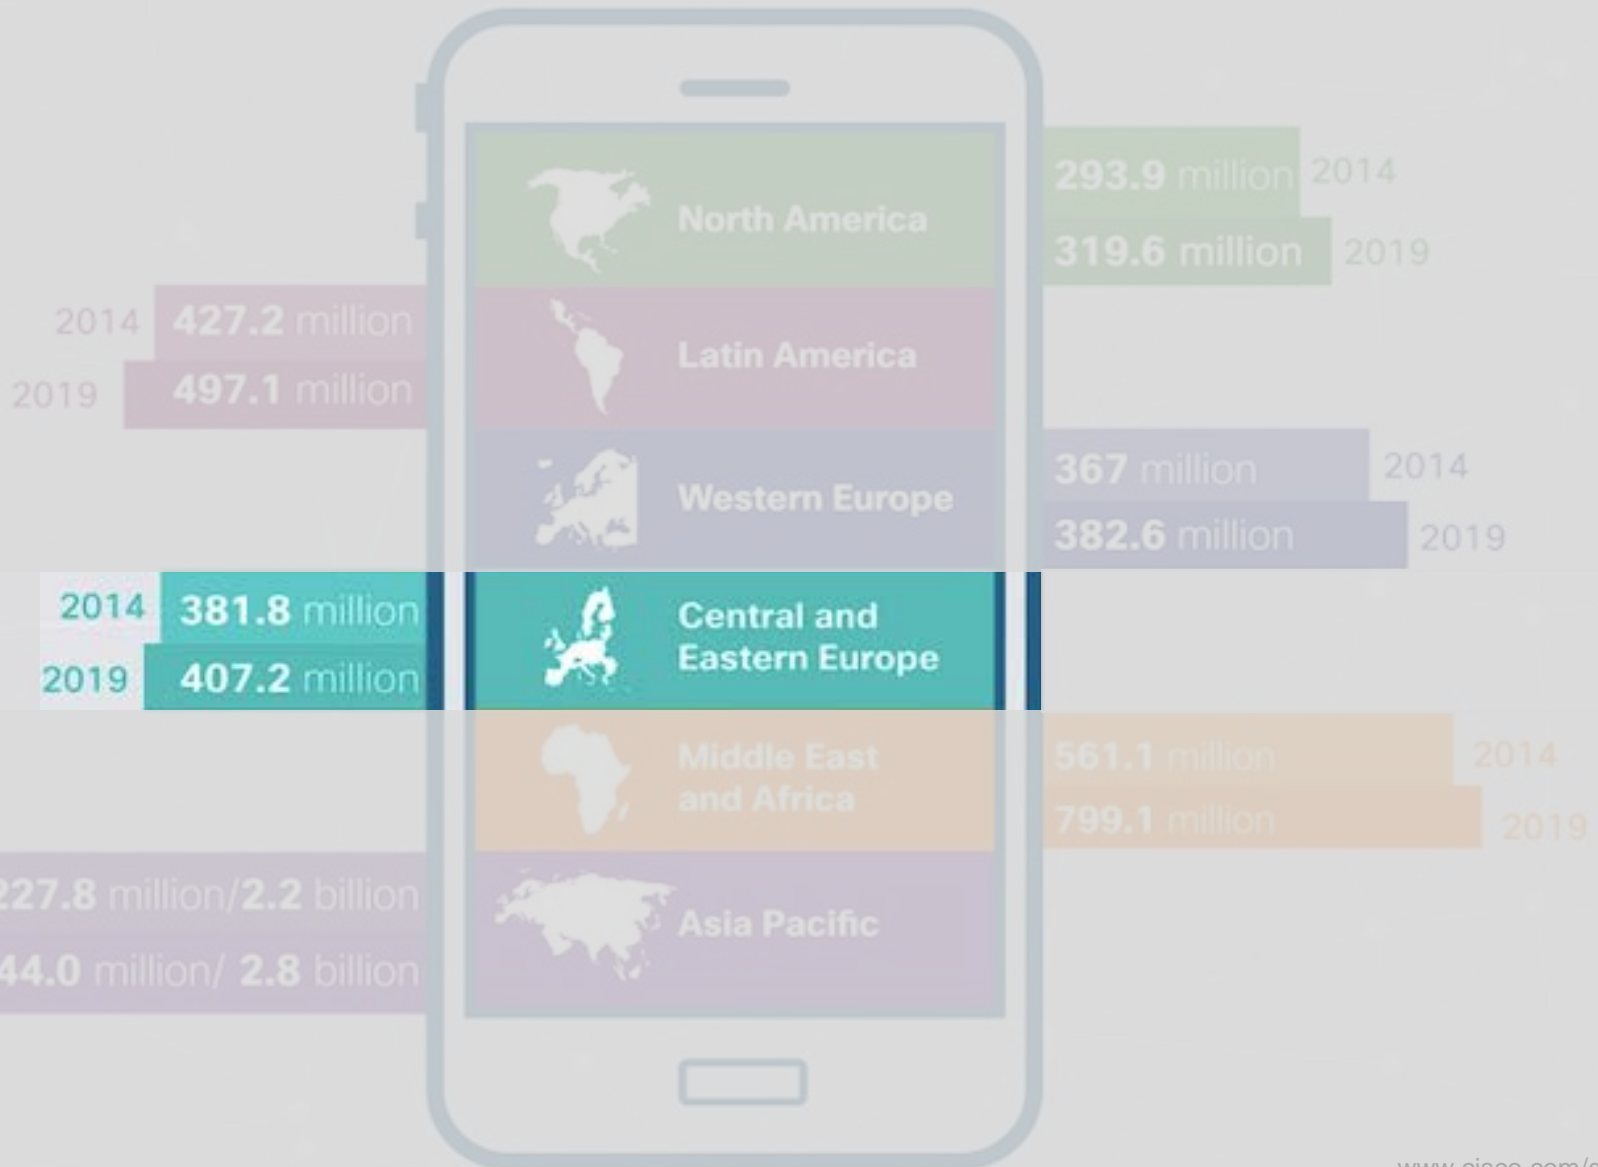 293.9 million 2014
North America
319.6 million 2019
2014 427.2 million
Latin America
2019 497.1 million
367 million 2014
Western Europe
382.6 million 2019
2014 381.8 million
Central and
Eastern Europe
2019 407.2 million
Middle East
and Africa
561.1 million 2014
799.1 million 2019
227.8 million/2.2 billion
Asia Pacific
44.0 million/ 2.8 billion